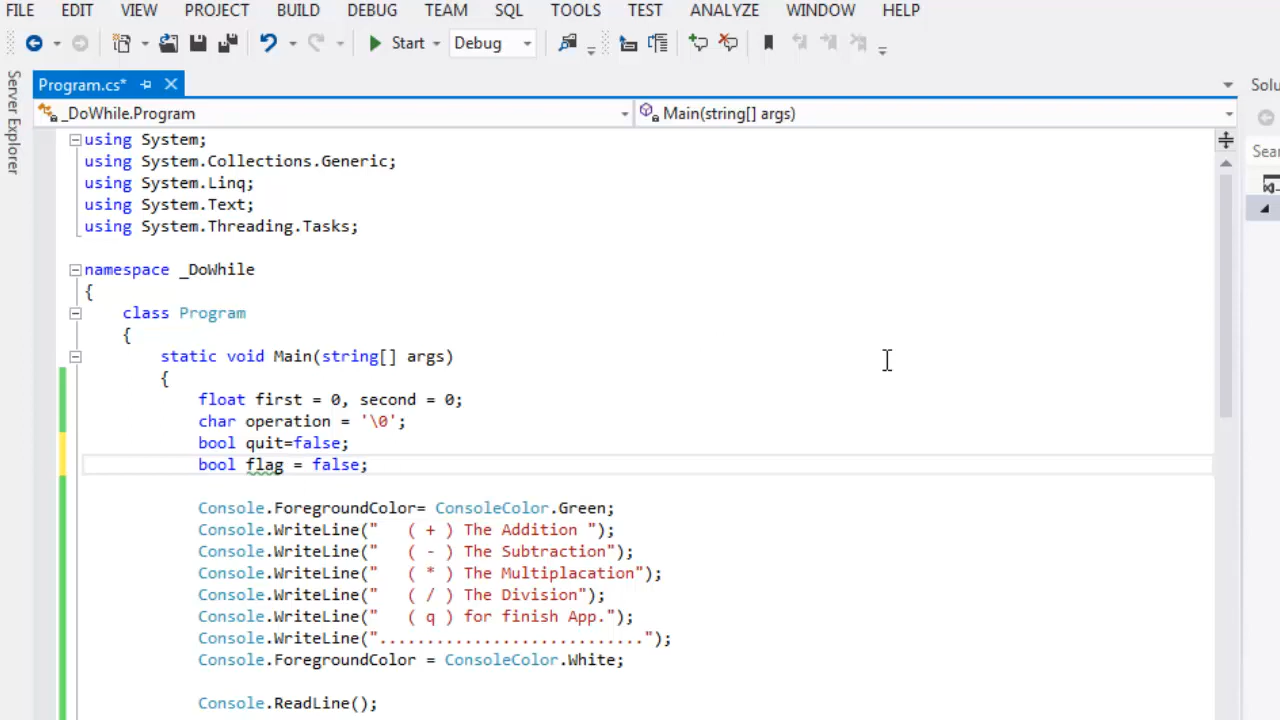 FILE EDIT VIEW PROJECT BUILD DEBUG TEAM SQL TOOLS TEST ANALYZE WINDOW HELP
Start Debug
Server Explorer
Program.cs*
Solu
_DoWhile.Program Main(string[] args)
Sear
using System;
using System.Collections.Generic;
using System.Linq;
using System.Text;
using System.Threading.Tasks;
namespace _DoWhile
{
class Program
{
static void Main(string[] args)
{
float first = 0, second = 0;
char operation = '\0';
bool quit=false;
bool flag = false;
Console.ForegroundColor= ConsoleColor.Green;
Console.WriteLine("   ( + ) The Addition ");
Console.WriteLine("   ( - ) The Subtraction");
Console.WriteLine("   ( * ) The Multiplacation");
Console.WriteLine("   ( / ) The Division");
Console.WriteLine("   ( q ) for finish App.");
Console.WriteLine("............................");
Console.ForegroundColor = ConsoleColor.White;
Console.ReadLine();